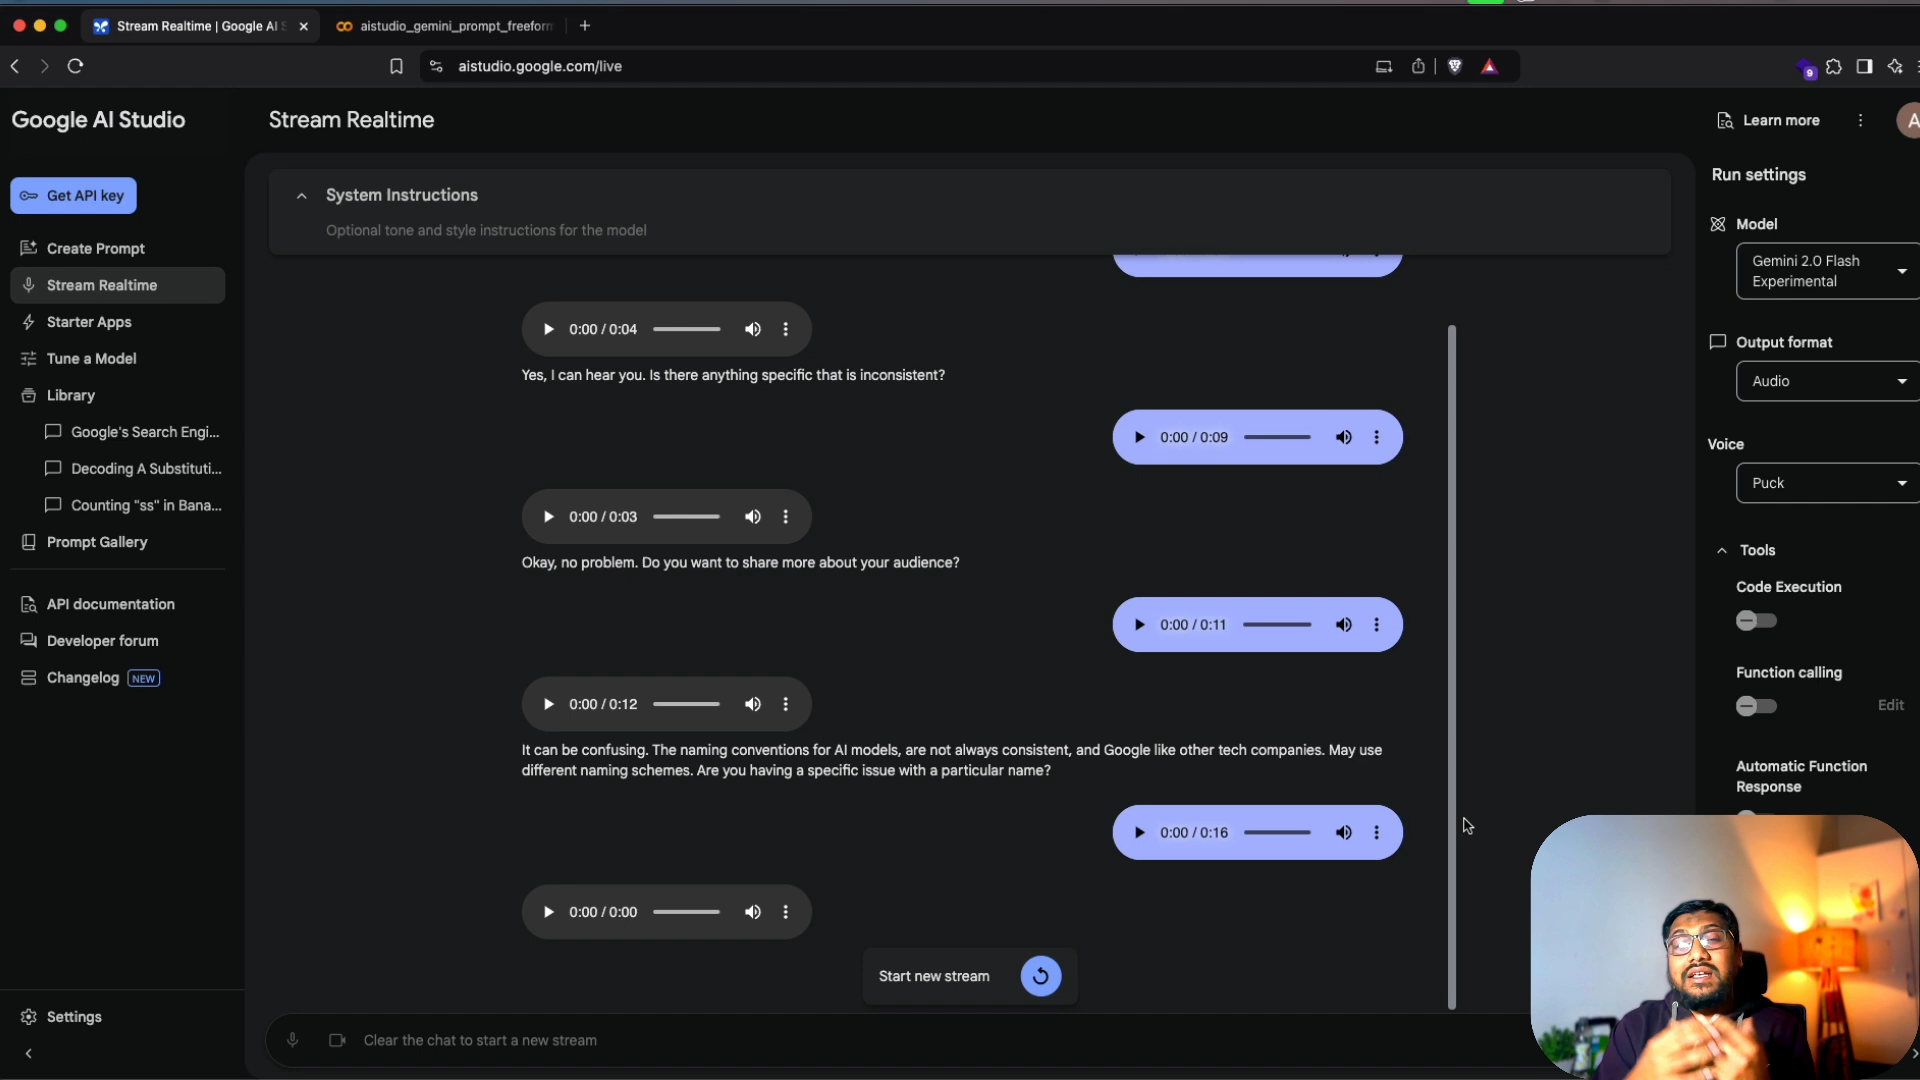 Stream Realtime | Google AI S
aistudio_gemini_prompt_freeform
aistudio.google.com/live
9
Google AI Studio
Stream Realtime
Learn more
A
Get API key
Create Prompt
Stream Realtime
Starter Apps
Tune a Model
Library
Google's Search Engi...
Decoding A Substituti...
Counting "ss" in Bana...
Prompt Gallery
API documentation
Developer forum
Changelog NEW
Settings
System Instructions
Optional tone and style instructions for the model
0:00 / 0:04
Yes, I can hear you. Is there anything specific that is inconsistent?
0:00 / 0:09
0:00 / 0:03
Okay, no problem. Do you want to share more about your audience?
0:00 / 0:11
0:00 / 0:12
It can be confusing. The naming conventions for AI models, are not always consistent, and Google like other tech companies. May use
different naming schemes. Are you having a specific issue with a particular name?
0:00 / 0:16
0:00 / 0:00
Start new stream
Clear the chat to start a new stream
Run settings
Model
Gemini 2.0 Flash
Experimental
Output format
Audio
Voice
Puck
Tools
Code Execution
Function calling
Edit
Automatic Function
Response